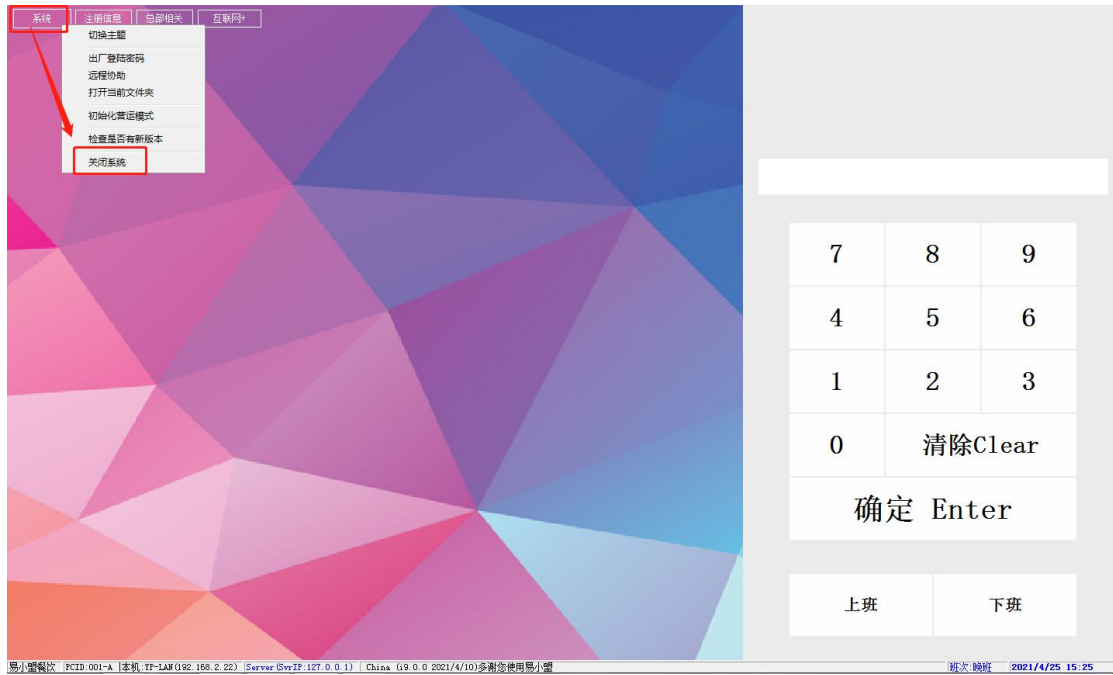 系统 注册信息 总部相关 互联网+
切换主题
出厂登陆密码
远程协助
打开当前文件夹
初始化营运模式
检查是否有新版本
关闭系统
7 8 9
4 5 6
1 2 3
0 清除Clear
确定 Enter
上班 下班
易小盟餐饮 PCID:001-A 本机:TP-LAN(192.168.2.22) Server(SvrIP:127.0.0.1) China (i9.0.0 2021/4/10)多谢您使用易小盟 班次:晚班 2021/4/25 15:25